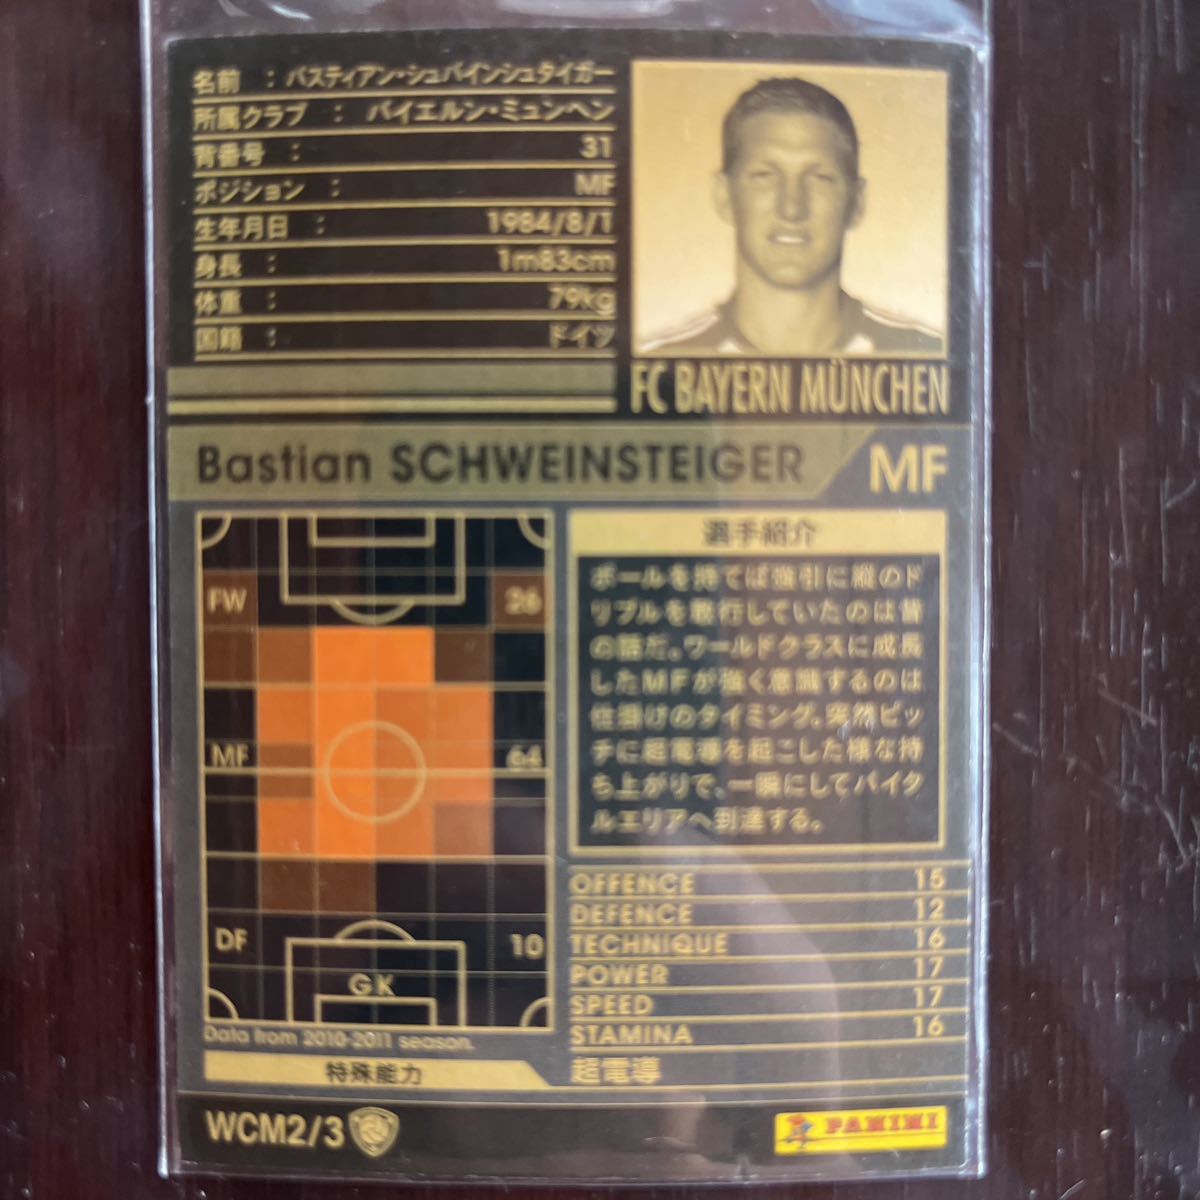 名前 : バスティアン・シュバインシュタイガー
所属クラブ : バイエルン・ミュンヘン
背番号 : 31
ポジション : MF
生年月日 : 1984/8/1
身長 : 1m83cm
体重 : 79kg
国籍 : ドイツ
FC BAYERN MÜNCHEN
Bastian SCHWEINSTEIGER MF
FW 26
MF 64
DF 10
GK
Data from 2010-2011 season.
選手紹介
ボールを持てば強引に縦のド
リブルを敢行していたのは昔
の話だ。ワールドクラスに成長
したMFが強く意識するのは
仕掛けのタイミング。突然ピッ
チに超電導を起こした様な持
ち上がりで、一瞬にしてバイタ
ルエリアへ到達する。
OFFENCE 15
DEFENCE 12
TECHNIQUE 16
POWER 17
SPEED 17
STAMINA 16
特殊能力 超電導
WCM2/3
PANINI